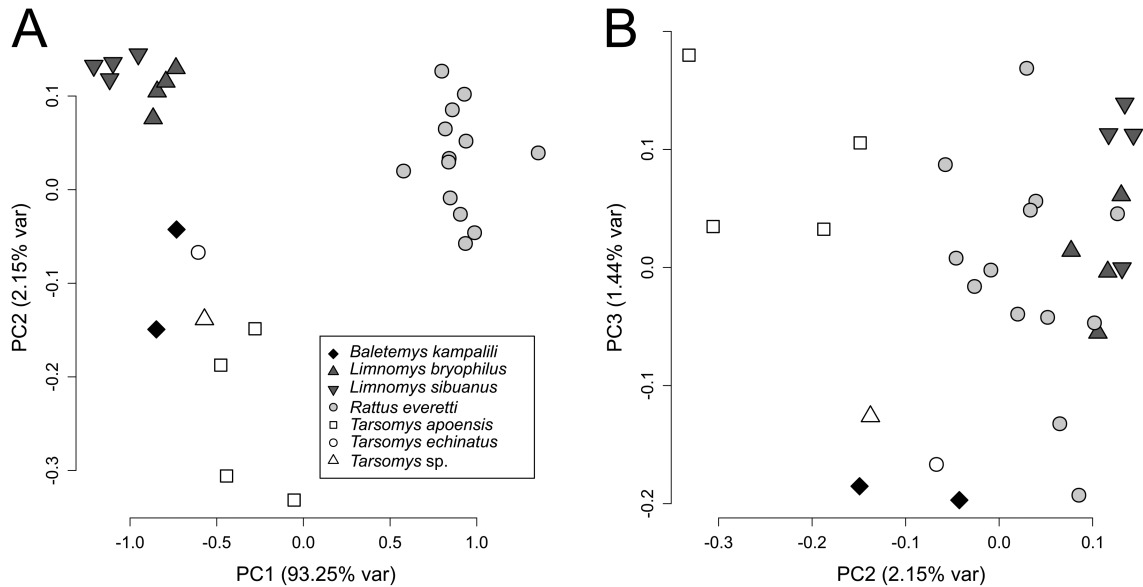 A
0.1
0.0
-0.1
-0.2
-0.3
PC2 (2.15% var)
-1.0 -0.5 0.0 0.5 1.0
PC1 (93.25% var)
Baletemys kampalili
Limnomys bryophilus
Limnomys sibuanus
Rattus everetti
Tarsomys apoensis
Tarsomys echinatus
Tarsomys sp.
B
0.1
0.0
-0.1
-0.2
PC3 (1.44% var)
-0.3 -0.2 -0.1 0.0 0.1
PC2 (2.15% var)